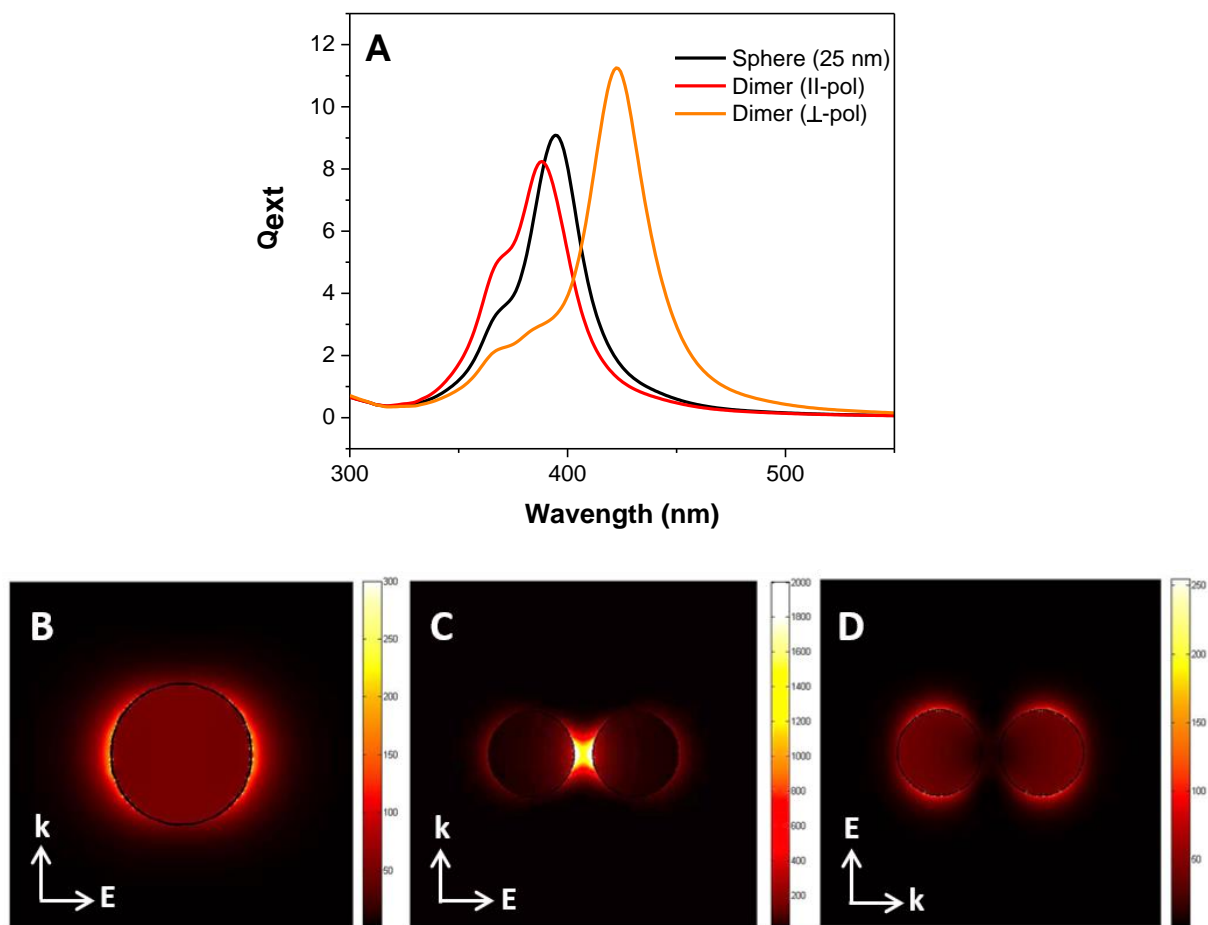 A
Sphere (25 nm)
Dimer (II-pol)
Dimer (⊥-pol)
12
10
8
6
4
2
0
Qext
300
400
500
Wavength (nm)
B
k
E
300
250
200
150
100
50
C
k
E
2000
1800
1600
1400
1200
1000
800
600
400
200
D
E
k
250
200
150
100
50